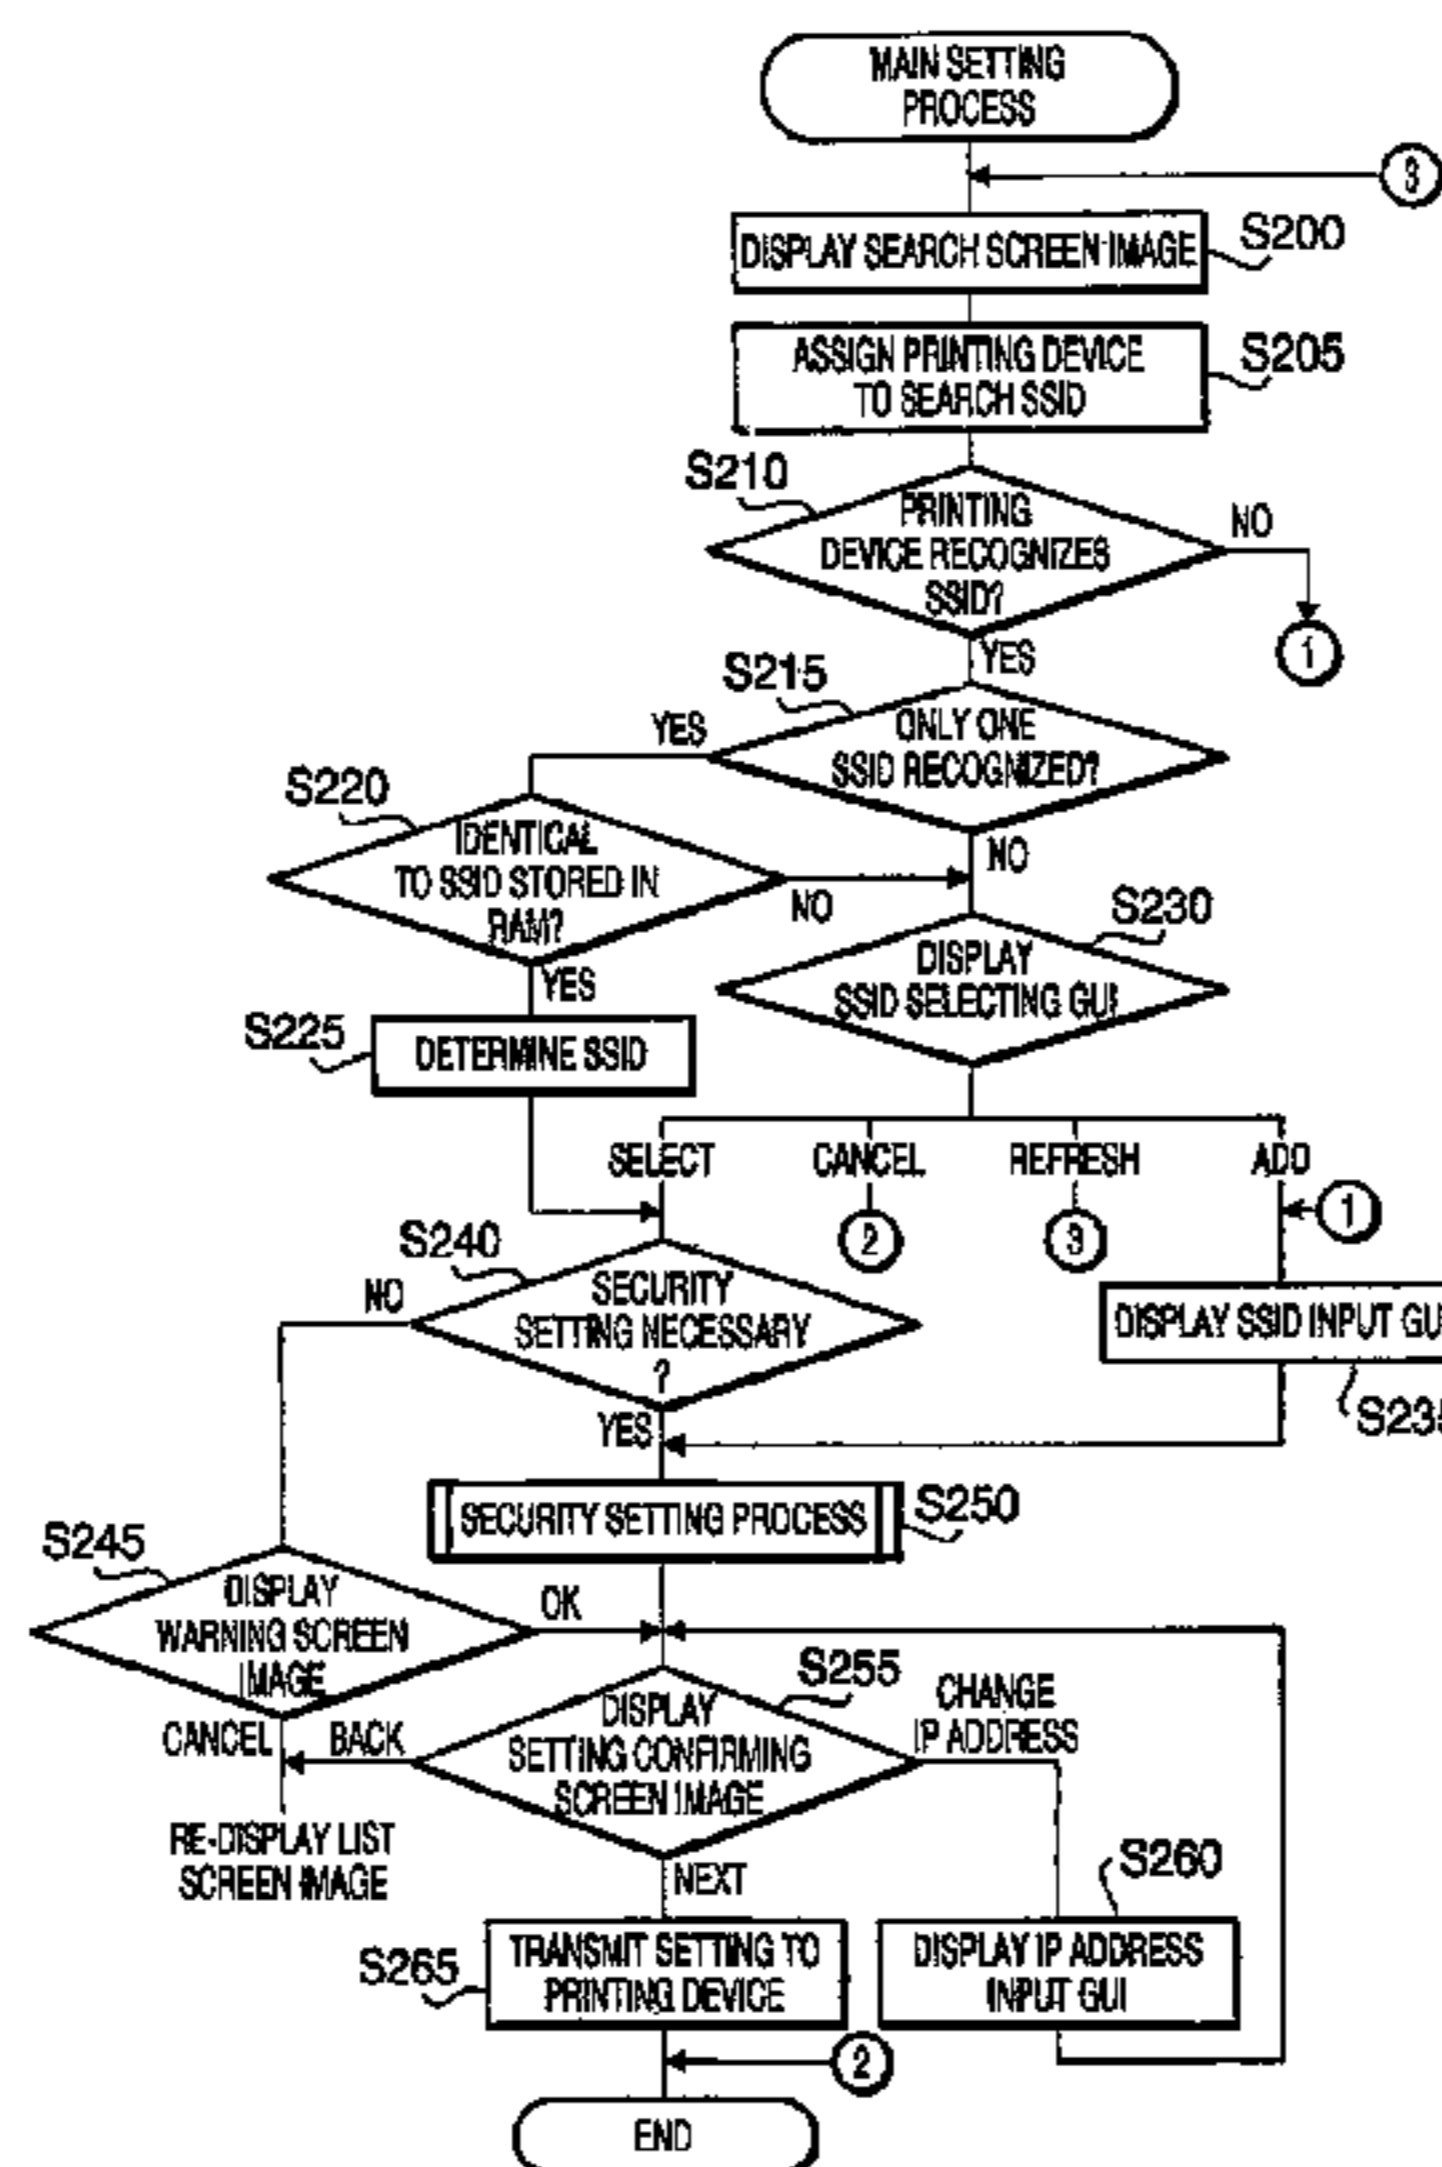 MAIN SETTING
PROCESS
3
DISPLAY SEARCH SCREEN IMAGE
S200
ASSIGN PRINTING DEVICE
TO SEARCH SSID
S205
S210
PRINTING
DEVICE RECOGNIZES
SSID?
NO
1
YES
S215
ONLY ONE
SSID RECOGNIZED?
YES
NO
S220
IDENTICAL
TO SSID STORED IN
RAM?
NO
YES
S230
DISPLAY
SSID SELECTING GUI
S225
DETERMINE SSID
SELECT
CANCEL
REFRESH
ADD
2
3
1
S240
SECURITY
SETTING NECESSARY
?
NO
YES
DISPLAY SSID INPUT GU
S235
SECURITY SETTING PROCESS
S250
S245
DISPLAY
WARNING SCREEN
IMAGE
OK
CANCEL
BACK
RE-DISPLAY LIST
SCREEN IMAGE
S255
DISPLAY
SETTING CONFIRMING
SCREEN IMAGE
CHANGE
IP ADDRESS
NEXT
S260
DISPLAY IP ADDRESS
INPUT GUI
S265
TRANSMIT SETTING TO
PRINTING DEVICE
2
END